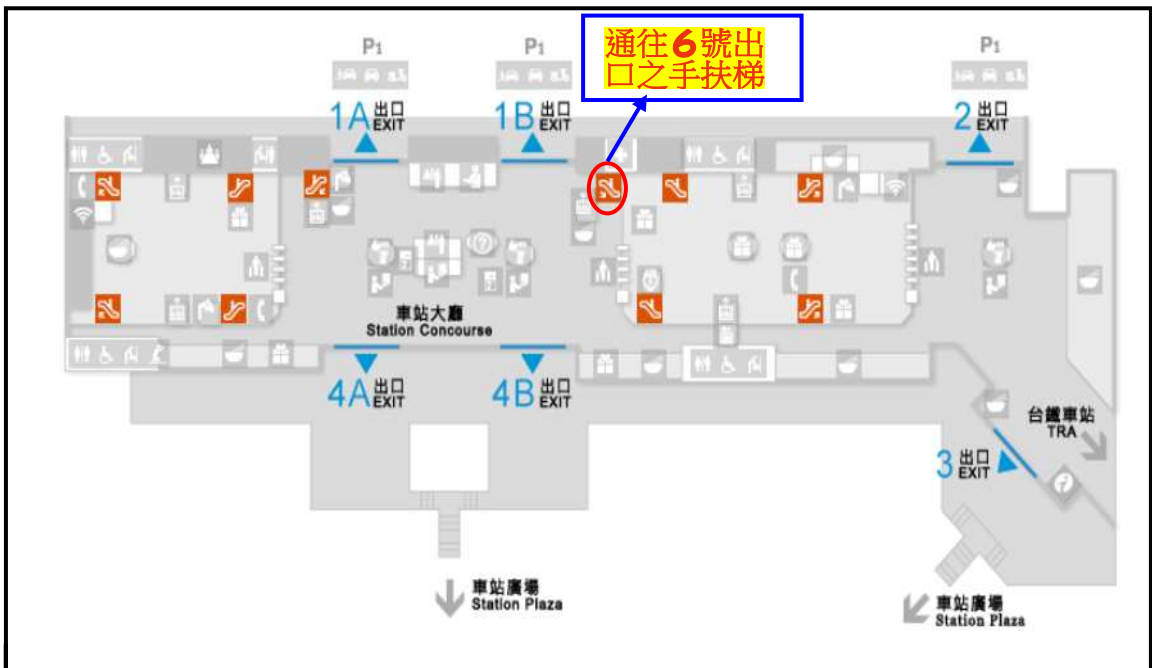 通往6號出
口之手扶梯
P1
P1
P1
1A 出口
EXIT
1B 出口
EXIT
2 出口
EXIT
車站大廳
Station Concourse
4A 出口
EXIT
4B 出口
EXIT
台鐵車站
TRA
3 出口
EXIT
車站廣場
Station Plaza
車站廣場
Station Plaza